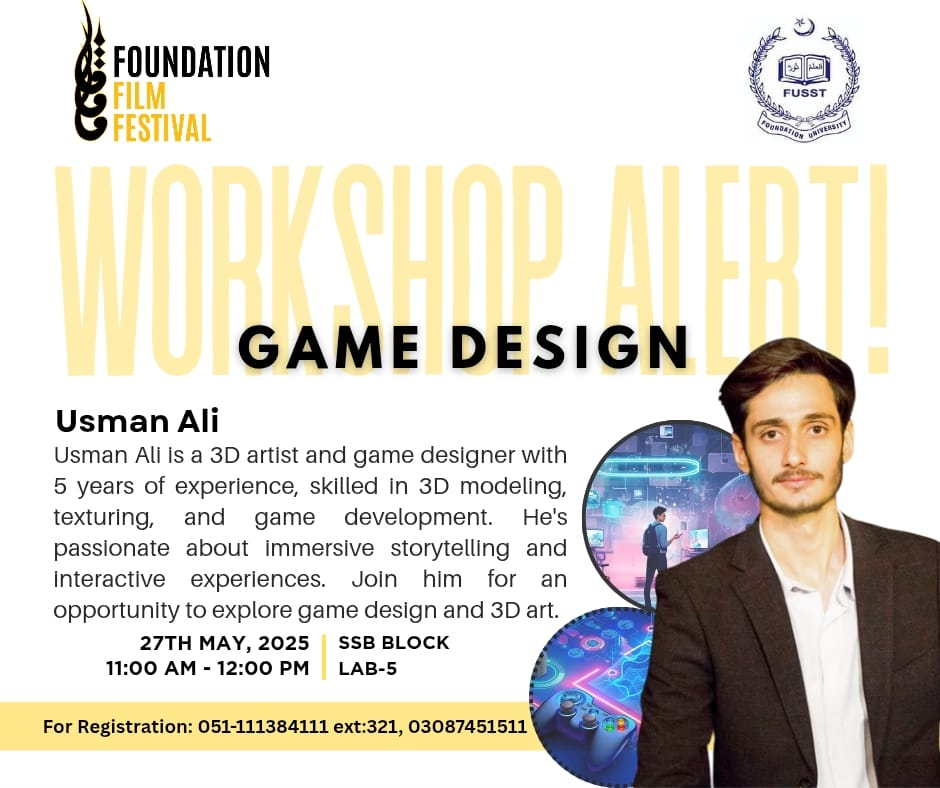 FOUNDATION
FILM
FESTIVAL
FUSST
FOUNDATION UNIVERSITY
WORKSHOP ALERT!
GAME DESIGN
Usman Ali
Usman Ali is a 3D artist and game designer with
5 years of experience, skilled in 3D modeling,
texturing, and game development. He's
passionate about immersive storytelling and
interactive experiences. Join him for an
opportunity to explore game design and 3D art.
27TH MAY, 2025
11:00 AM - 12:00 PM
SSB BLOCK
LAB-5
For Registration: 051-111384111 ext:321, 03087451511